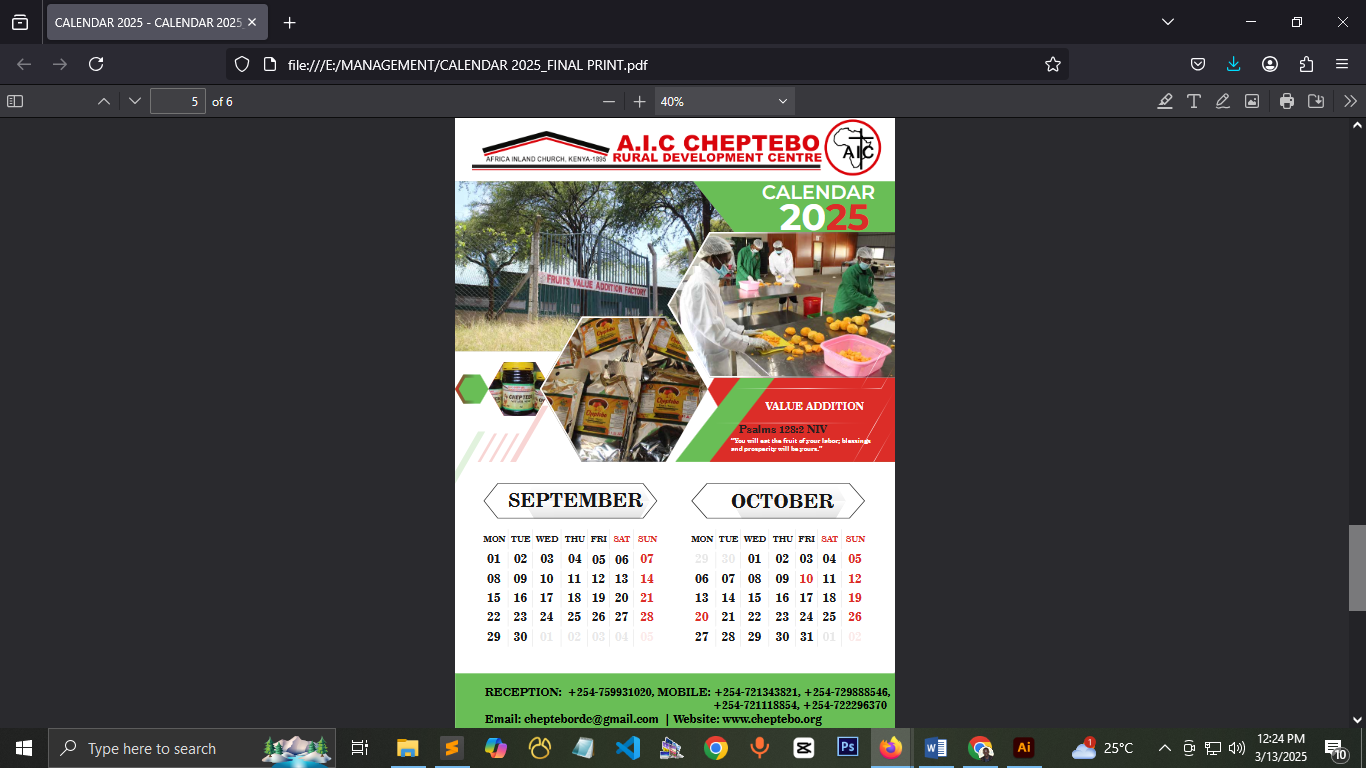 CALENDAR 2025 - CALENDAR 2025
file:///E:/MANAGEMENT/CALENDAR 2025_FINAL PRINT.pdf
5 of 6
40%
AFRICA INLAND CHURCH, KENYA-1895
A.I.C CHEPTEBO
RURAL DEVELOPMENT CENTRE
AIC
CALENDAR
2025
FRUITS VALUE ADDITION FACTORY
CHEPTEBO
Cheptebo
Cheptebo
Cheptebo
VALUE ADDITION
Psalms 128:2 NIV
"You will eat the fruit of your labor; blessings
and prosperity will be yours."
SEPTEMBER
MON TUE WED THU FRI SAT SUN
01 02 03 04 05 06 07
08 09 10 11 12 13 14
15 16 17 18 19 20 21
22 23 24 25 26 27 28
29 30 01 02 03 04 05
OCTOBER
MON TUE WED THU FRI SAT SUN
29 30 01 02 03 04 05
06 07 08 09 10 11 12
13 14 15 16 17 18 19
20 21 22 23 24 25 26
27 28 29 30 31 01 02
RECEPTION: +254-759931020, MOBILE: +254-721343821, +254-729888546,
+254-721118854, +254-722296370
Email: cheptebordc@gmail.com | Website: www.cheptebo.org
Type here to search
Ps
W
Ai
1
25°C
12:24 PM
3/13/2025
10